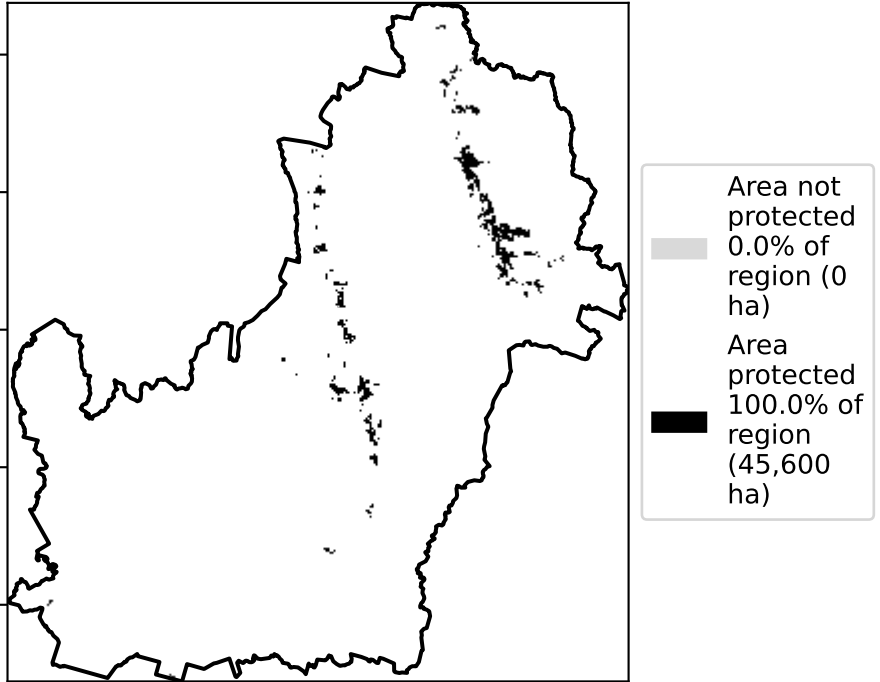 Area not
protected
0.0% of
region (0
ha)
Area
protected
100.0% of
region
(45,600
ha)